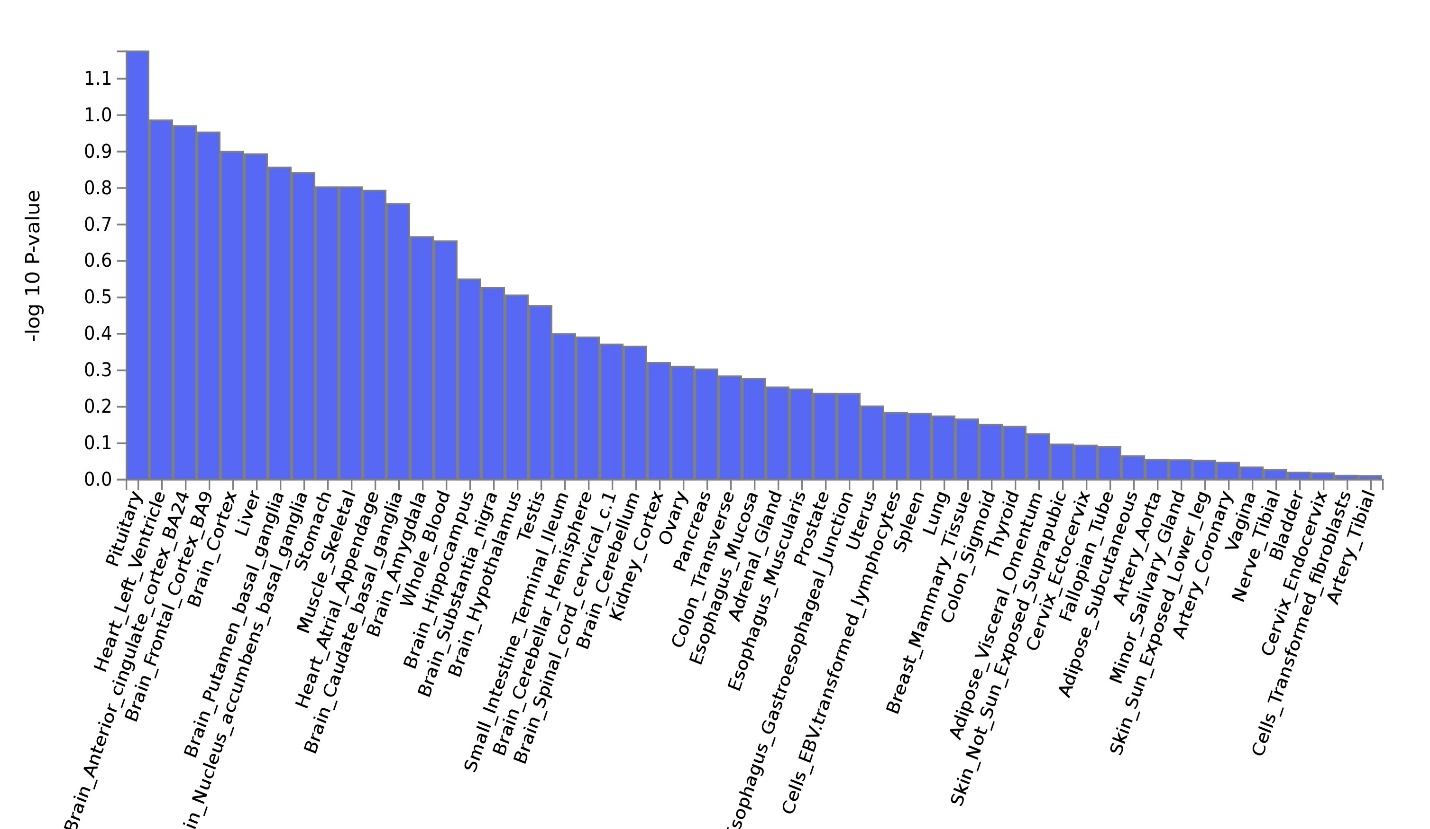 -log 10 P-value
1.1
1.0
0.9
0.8
0.7
0.6
0.5
0.4
0.3
0.2
0.1
0.0
Pituitary
Heart_Left_Ventricle
Brain_Anterior_cingulate_cortex_BA24
Brain_Frontal_Cortex_BA9
Brain_Cortex
Liver
Brain_Putamen_basal_ganglia
in_Nucleus_accumbens_basal_ganglia
Stomach
Muscle_Skeletal
Heart_Atrial_Appendage
Brain_Caudate_basal_ganglia
Brain_Amygdala
Whole_Blood
Brain_Hippocampus
Brain_Substantia_nigra
Brain_Hypothalamus
Testis
Small_Intestine_Terminal_Ileum
Brain_Cerebellar_Hemisphere
Brain_Spinal_cord_cervical_c.1
Brain_Cerebellum
Kidney_Cortex
Ovary
Pancreas
Colon_Transverse
Esophagus_Mucosa
Adrenal_Gland
Esophagus_Muscularis
Prostate
sophagus_Gastroesophageal_Junction
Uterus
Cells_EBV.transformed_lymphocytes
Spleen
Lung
Breast_Mammary_Tissue
Colon_Sigmoid
Thyroid
Adipose_Visceral_Omentum
Skin_Not_Sun_Exposed_Suprapubic
Cervix_Ectocervix
Fallopian_Tube
Adipose_Subcutaneous
Artery_Aorta
Minor_Salivary_Gland
Skin_Sun_Exposed_Lower_leg
Artery_Coronary
Vagina
Nerve_Tibial
Bladder
Cervix_Endocervix
Cells_Transformed_fibroblasts
Artery_Tibial